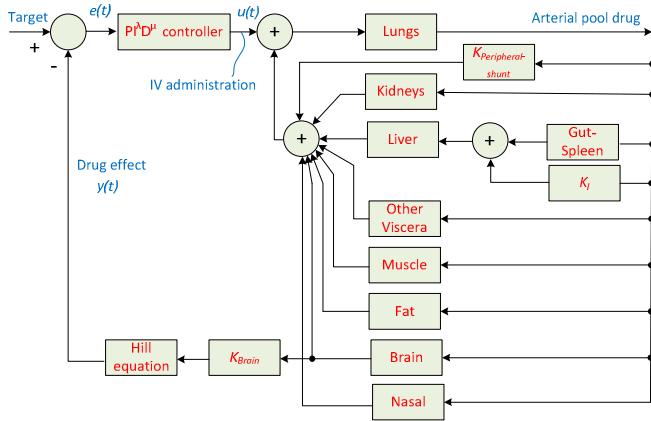 Target
e(t)
+
-
PI^λD^μ controller
u(t)
IV administration
+
Lungs
Arterial pool drug
K_Peripheral-
shunt
Kidneys
+
Liver
+
Gut-
Spleen
K_I
Drug effect
y(t)
Other
Viscera
Muscle
Fat
Hill
equation
K_Brain
Brain
Nasal